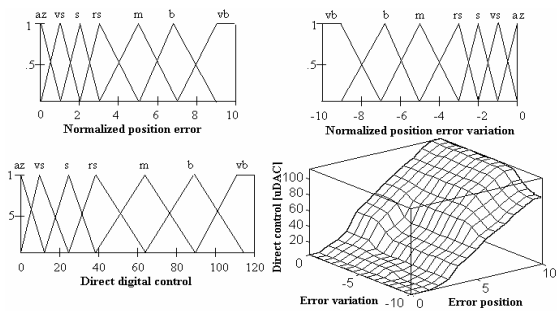 az vs s rs m b vb
1
.5
0 2 4 6 8 10
Normalized position error
vb b m rs s vs az
1
.5
-10 -8 -6 -4 -2 0
Normalized position error variation
az vs s rs m b vb
1
5
0 20 40 60 80 100 120
Direct digital control
Direct control [uDAC]
100
80
60
40
20
0
-5
-10
Error variation
0
5
10
Error position